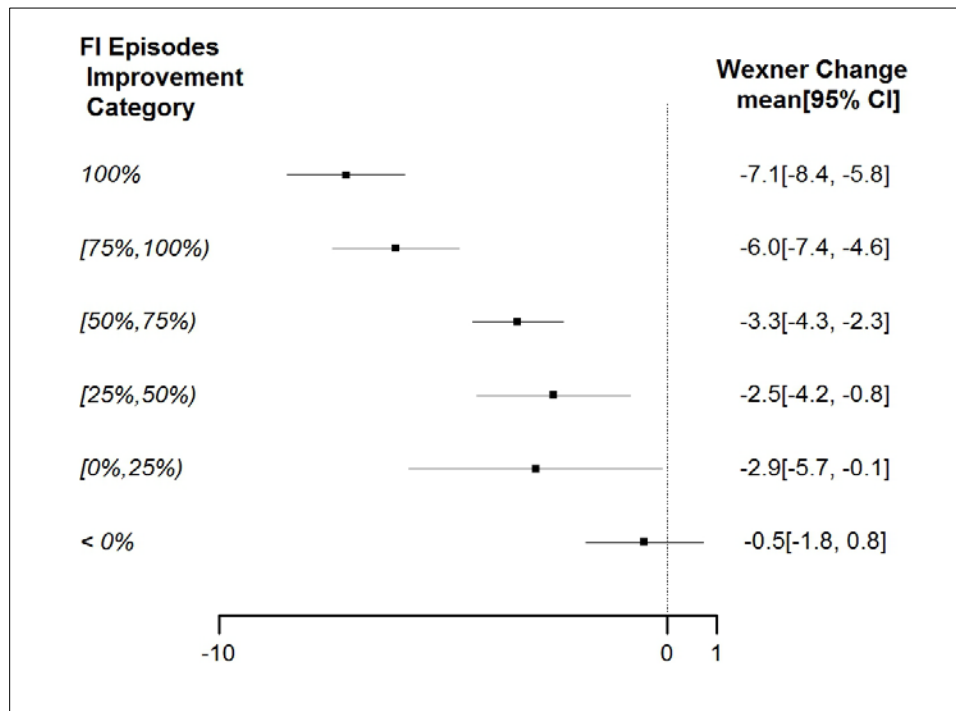 FI Episodes
Improvement
Category
Wexner Change
mean[95% CI]
100%
-7.1[-8.4, -5.8]
[75%,100%)
-6.0[-7.4, -4.6]
[50%,75%)
-3.3[-4.3, -2.3]
[25%,50%)
-2.5[-4.2, -0.8]
[0%,25%)
-2.9[-5.7, -0.1]
< 0%
-0.5[-1.8, 0.8]
-10 0 1